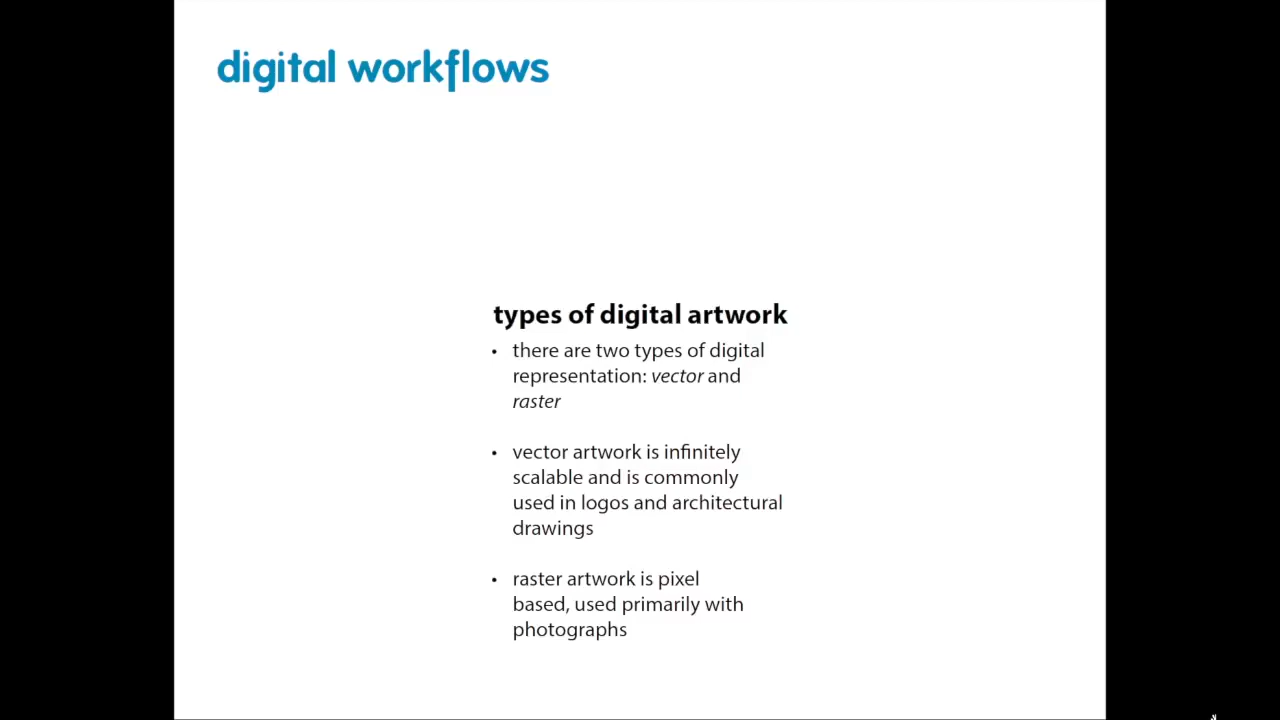 digital workflows
types of digital artwork
• there are two types of digital
representation: vector and
raster
• vector artwork is infinitely
scalable and is commonly
used in logos and architectural
drawings
• raster artwork is pixel
based, used primarily with
photographs